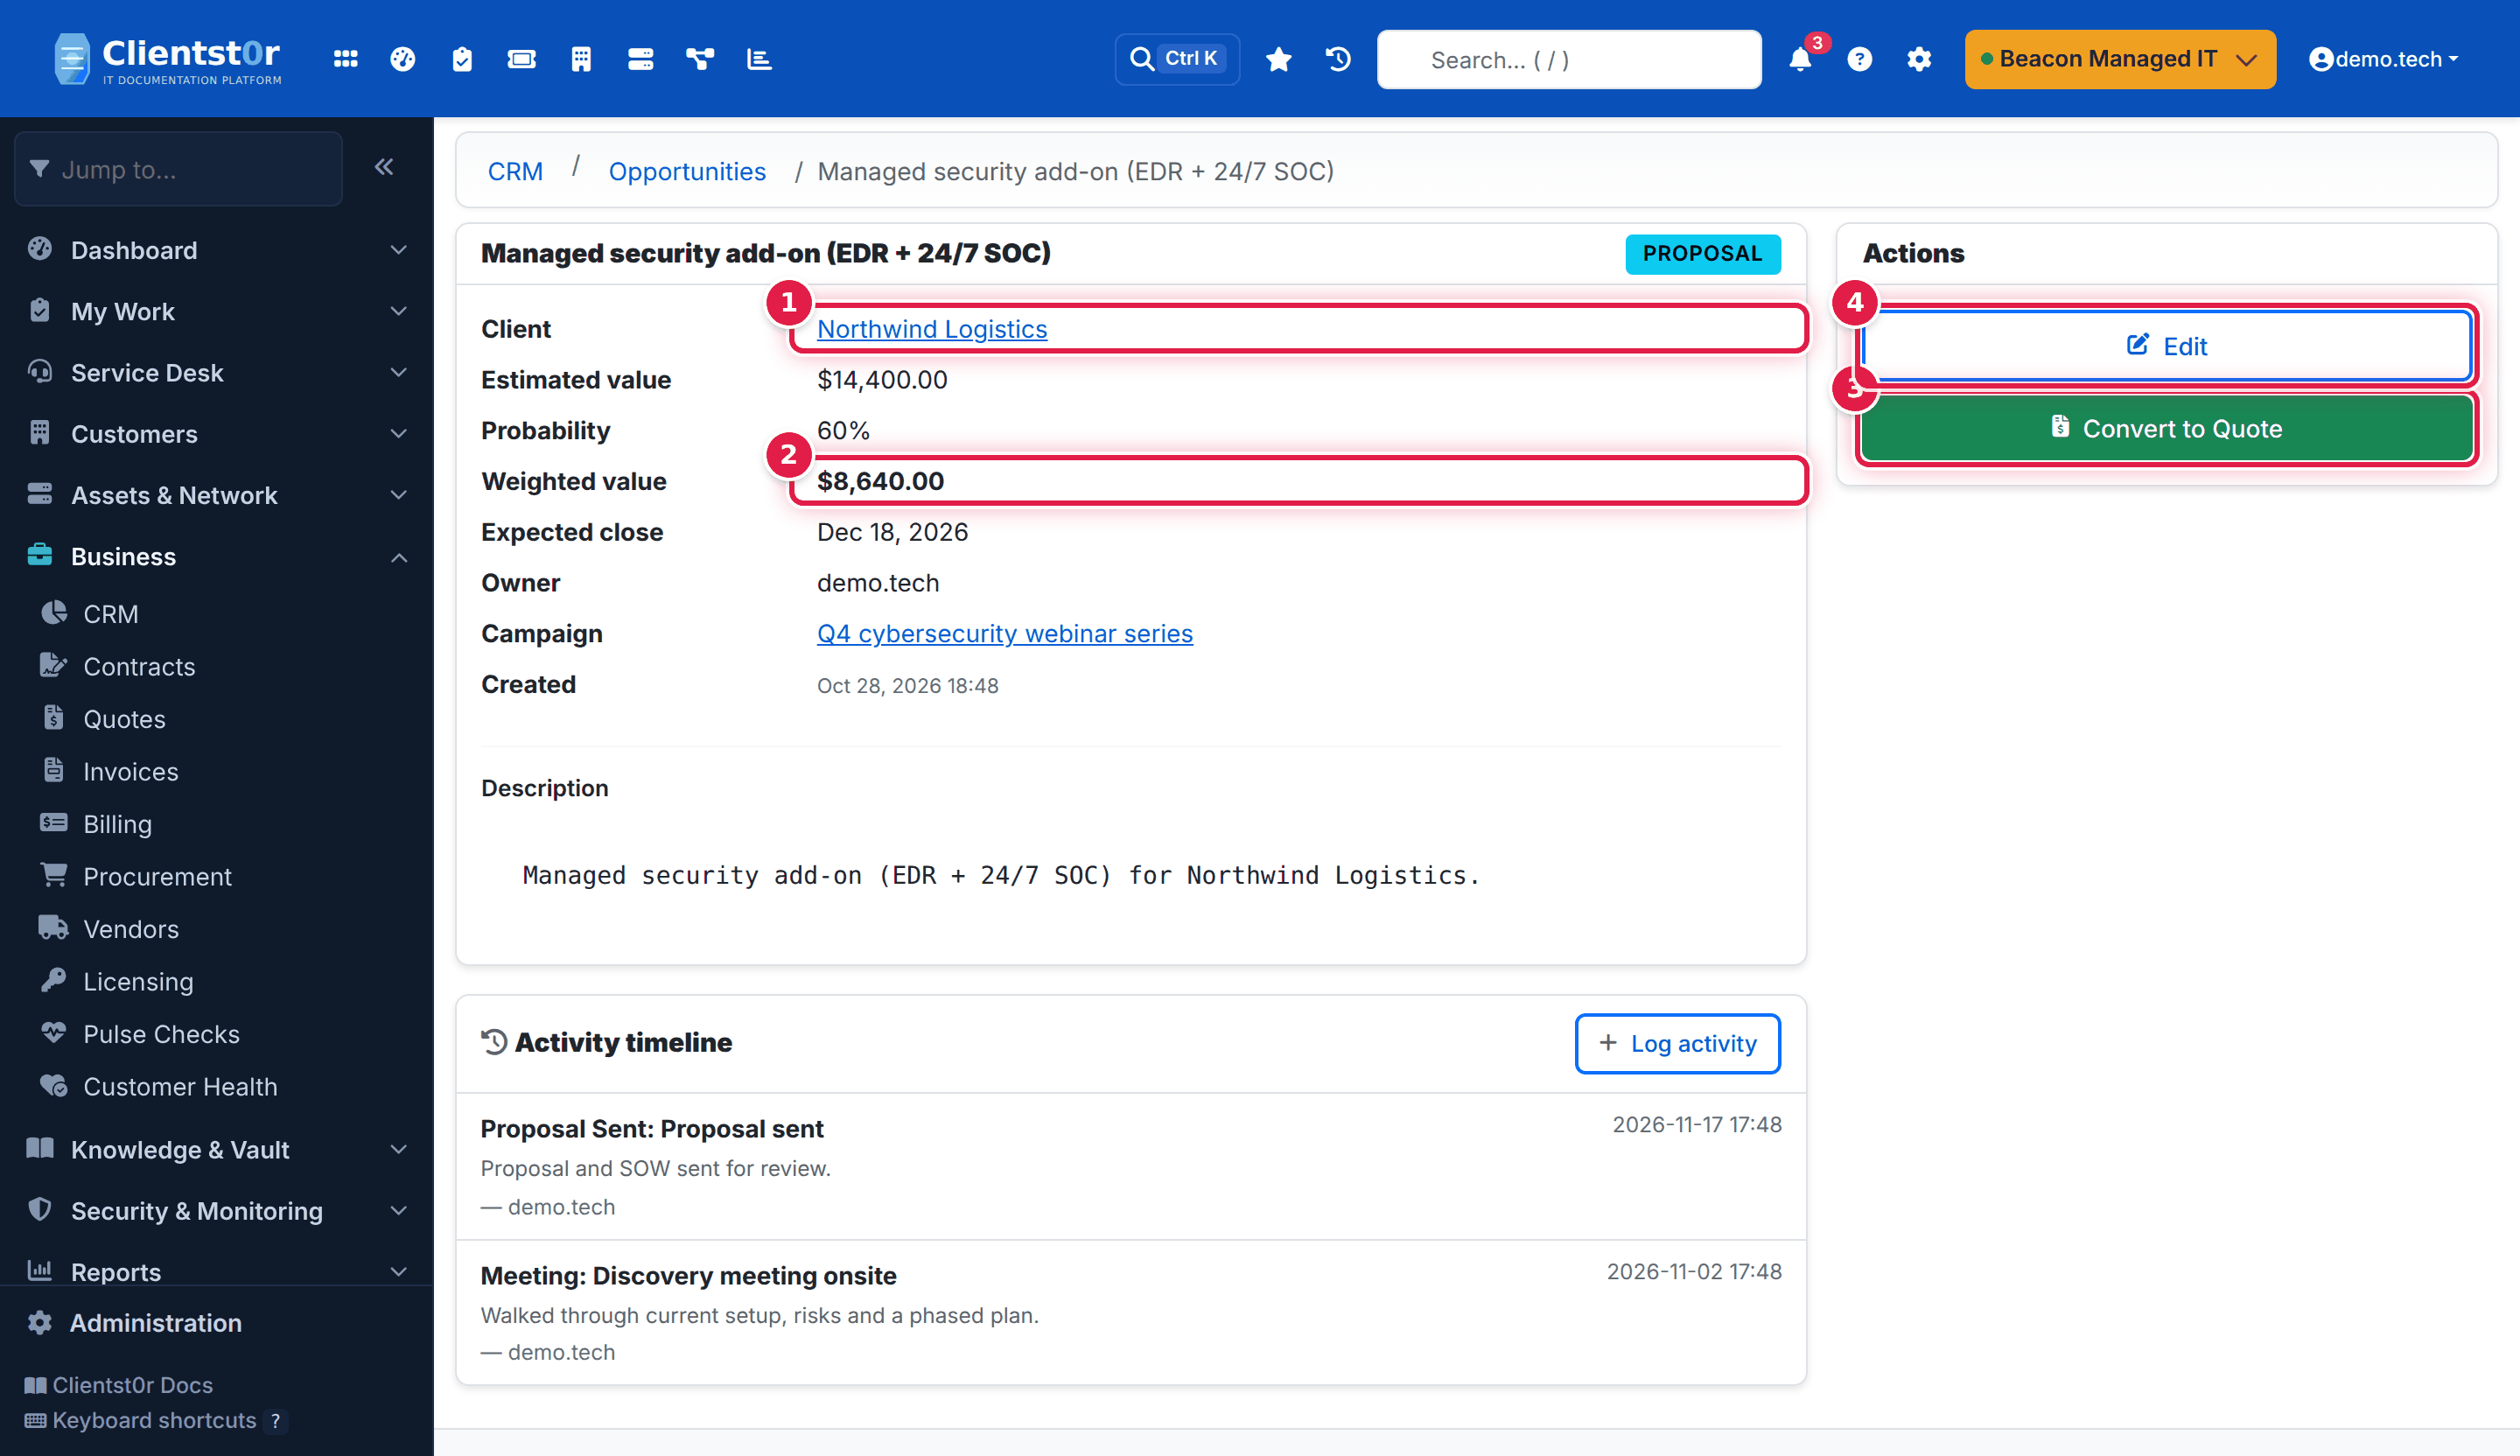 Clientst0r
IT DOCUMENTATION PLATFORM
Ctrl K
Search... ( / )
3
?
Beacon Managed IT
demo.tech
Jump to...
Dashboard
My Work
Service Desk
Customers
Assets & Network
Business
CRM
Contracts
Quotes
Invoices
Billing
Procurement
Vendors
Licensing
Pulse Checks
Customer Health
Knowledge & Vault
Security & Monitoring
Reports
Administration
Clientst0r Docs
Keyboard shortcuts ?
CRM / Opportunities / Managed security add-on (EDR + 24/7 SOC)
Managed security add-on (EDR + 24/7 SOC)
PROPOSAL
1
Client Northwind Logistics
Estimated value $14,400.00
Probability 60%
2
Weighted value $8,640.00
Expected close Dec 18, 2026
Owner demo.tech
Campaign Q4 cybersecurity webinar series
Created Oct 28, 2026 18:48
Description
Managed security add-on (EDR + 24/7 SOC) for Northwind Logistics.
Actions
4
Edit
3
Convert to Quote
Activity timeline
+ Log activity
Proposal Sent: Proposal sent 2026-11-17 17:48
Proposal and SOW sent for review.
— demo.tech
Meeting: Discovery meeting onsite 2026-11-02 17:48
Walked through current setup, risks and a phased plan.
— demo.tech